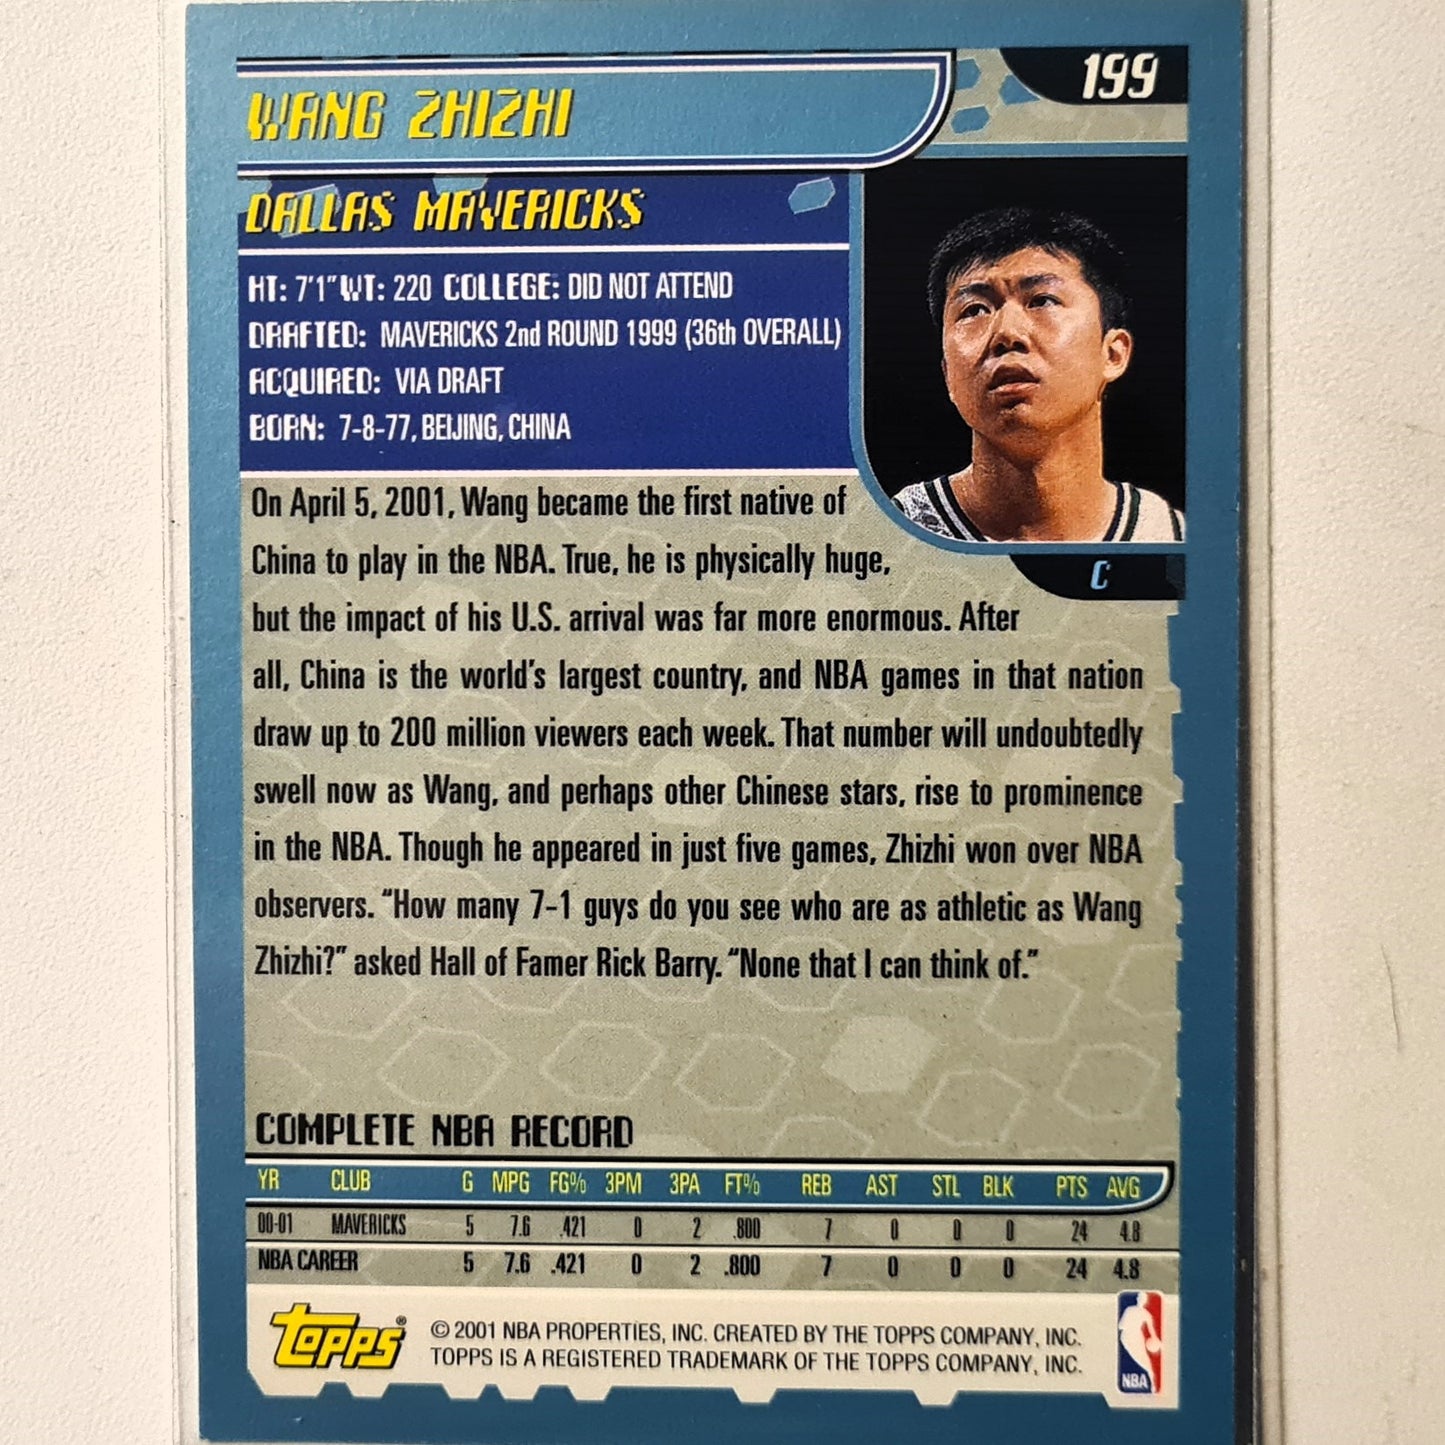 199
WANG ZHIZHI
DALLAS MAVERICKS
HT: 7'1" WT: 220 COLLEGE: DID NOT ATTEND
DRAFTED: MAVERICKS 2nd ROUND 1999 (36th OVERALL)
ACQUIRED: VIA DRAFT
BORN: 7-8-77, BEIJING, CHINA
C
On April 5, 2001, Wang became the first native of
China to play in the NBA. True, he is physically huge,
but the impact of his U.S. arrival was far more enormous. After
all, China is the world's largest country, and NBA games in that nation
draw up to 200 million viewers each week. That number will undoubtedly
swell now as Wang, and perhaps other Chinese stars, rise to prominence
in the NBA. Though he appeared in just five games, Zhizhi won over NBA
observers. "How many 7-1 guys do you see who are as athletic as Wang
Zhizhi?" asked Hall of Famer Rick Barry. "None that I can think of."
COMPLETE NBA RECORD
YR CLUB G MPG FG% 3PM 3PA FT% REB AST STL BLK PTS AVG
00-01 MAVERICKS 5 7.6 .421 0 2 .800 7 0 0 0 24 4.8
NBA CAREER 5 7.6 .421 0 2 .800 7 0 0 0 24 4.8
Topps® © 2001 NBA PROPERTIES, INC. CREATED BY THE TOPPS COMPANY, INC.
TOPPS IS A REGISTERED TRADEMARK OF THE TOPPS COMPANY, INC.
NBA